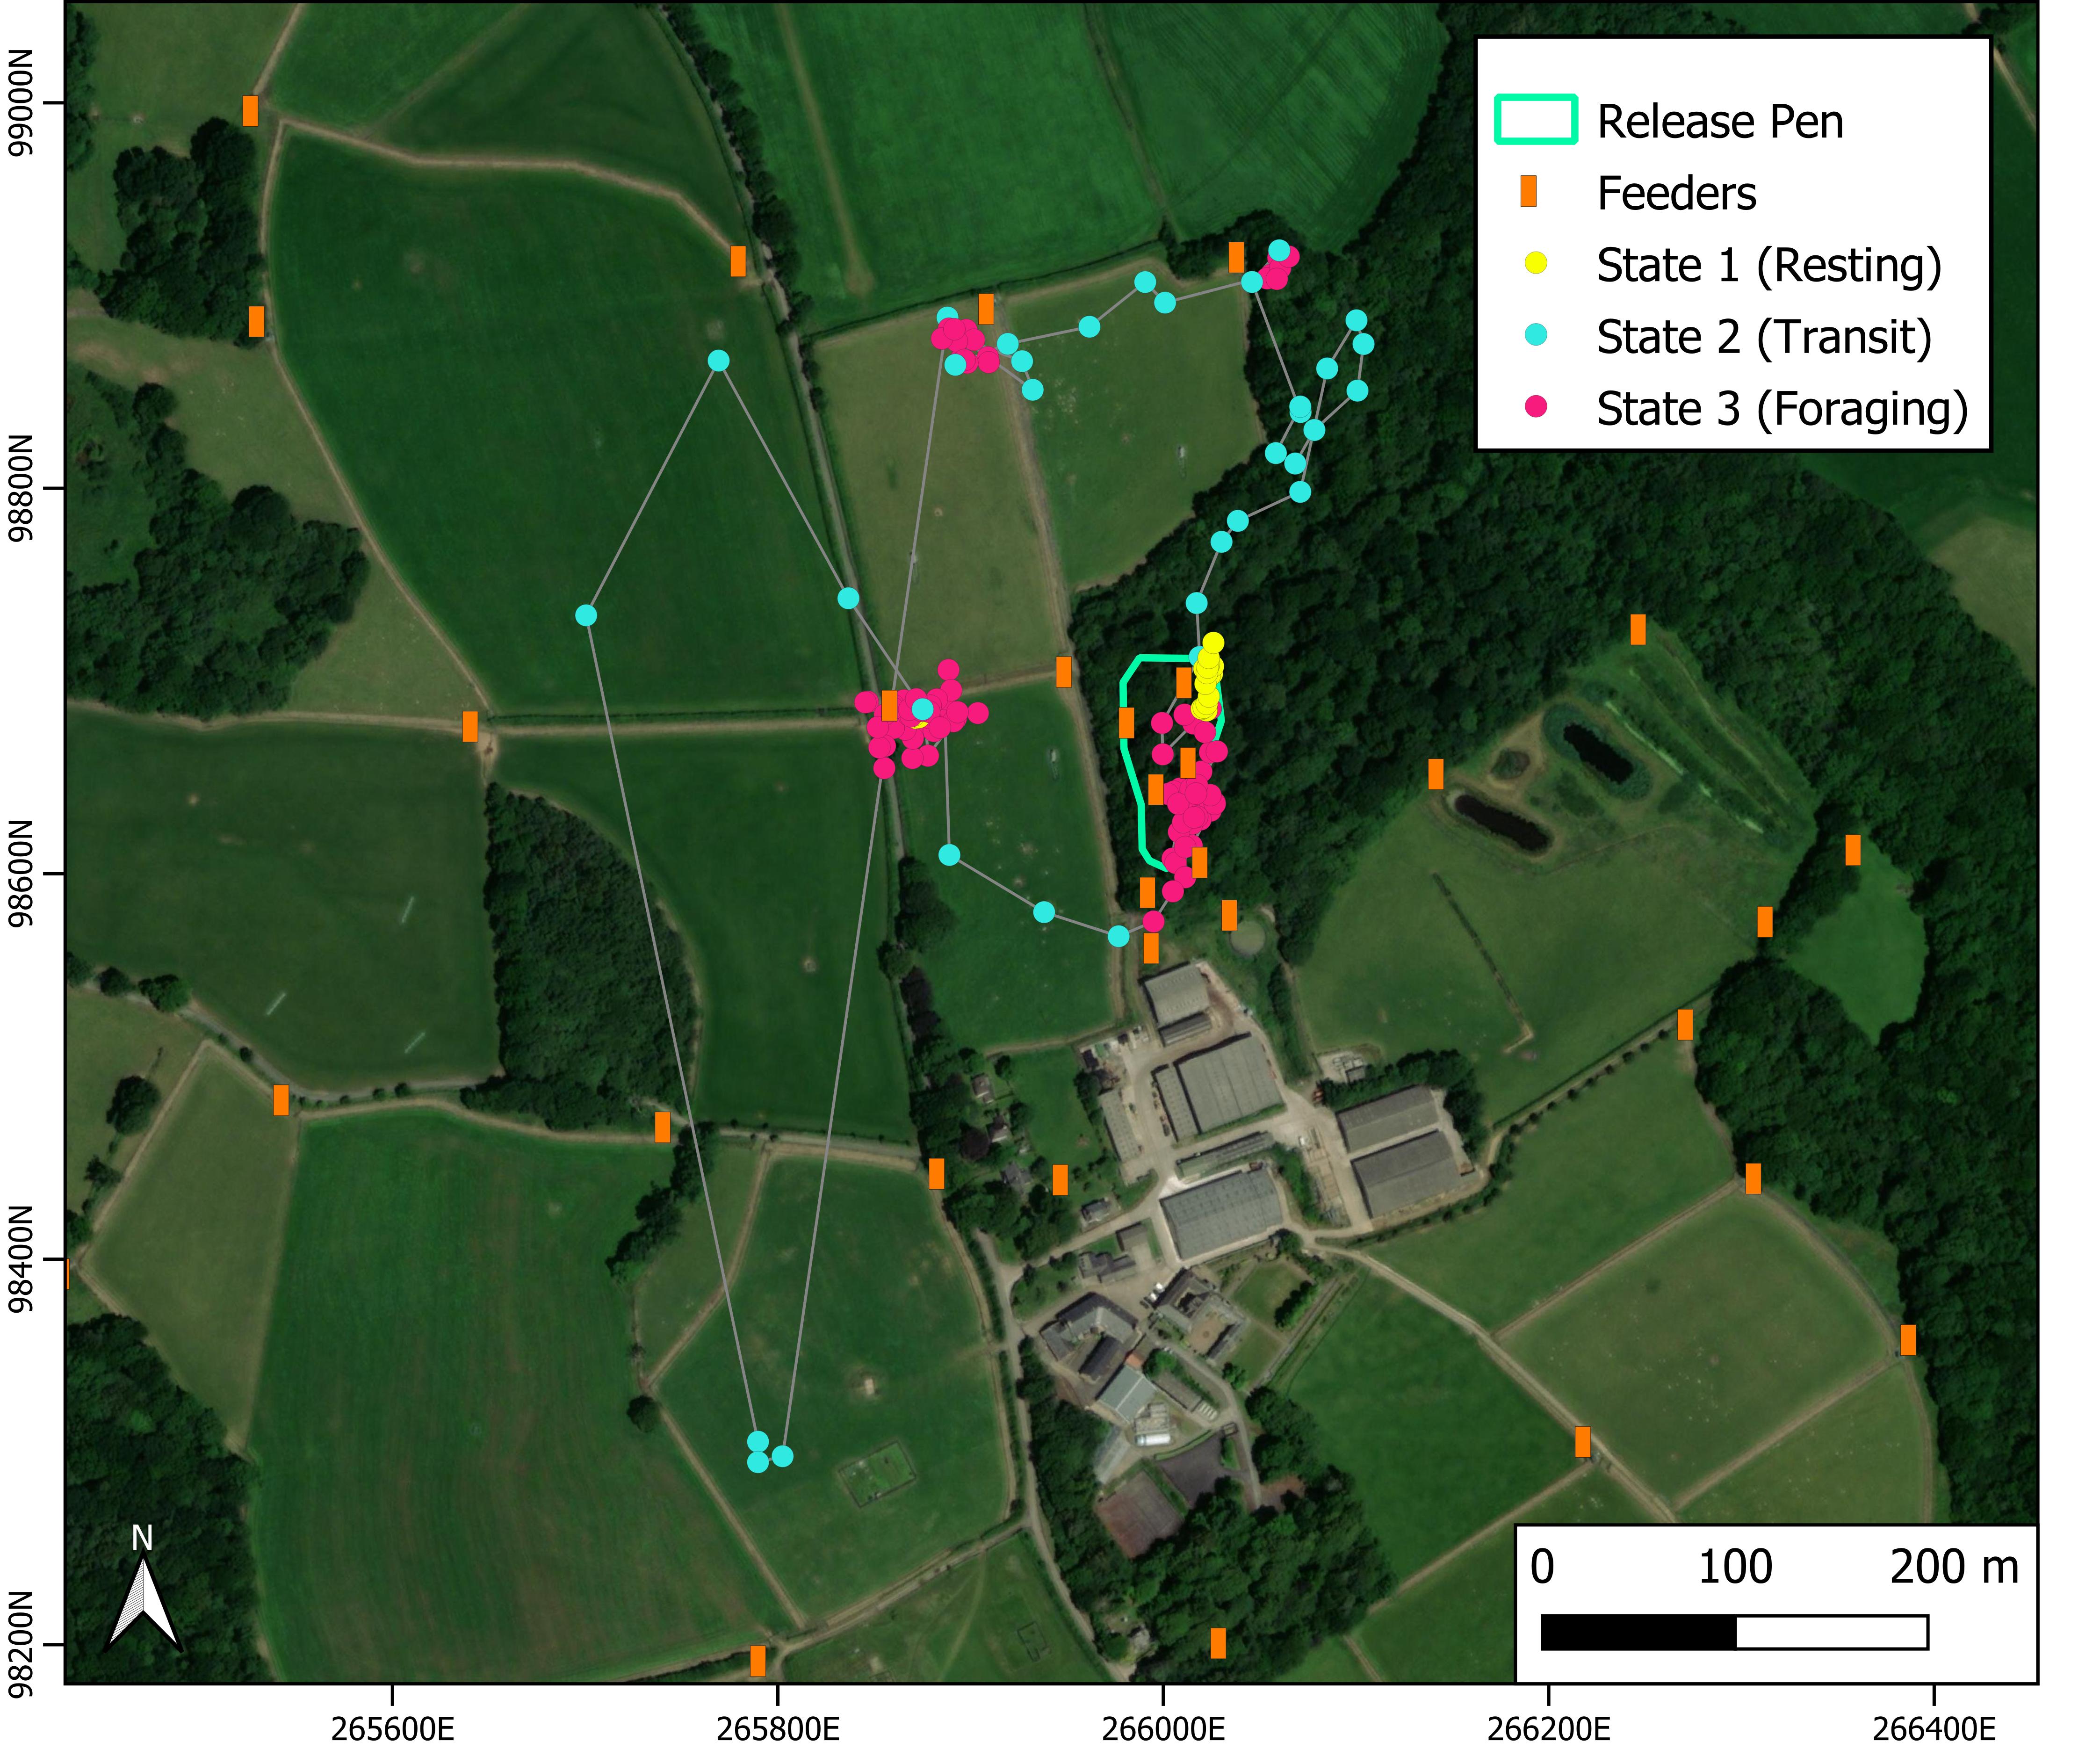 Release Pen
Feeders
State 1 (Resting)
State 2 (Transit)
State 3 (Foraging)
99000N
98800N
98600N
98400N
98200N
N
0 100 200 m
265600E 265800E 266000E 266200E 266400E